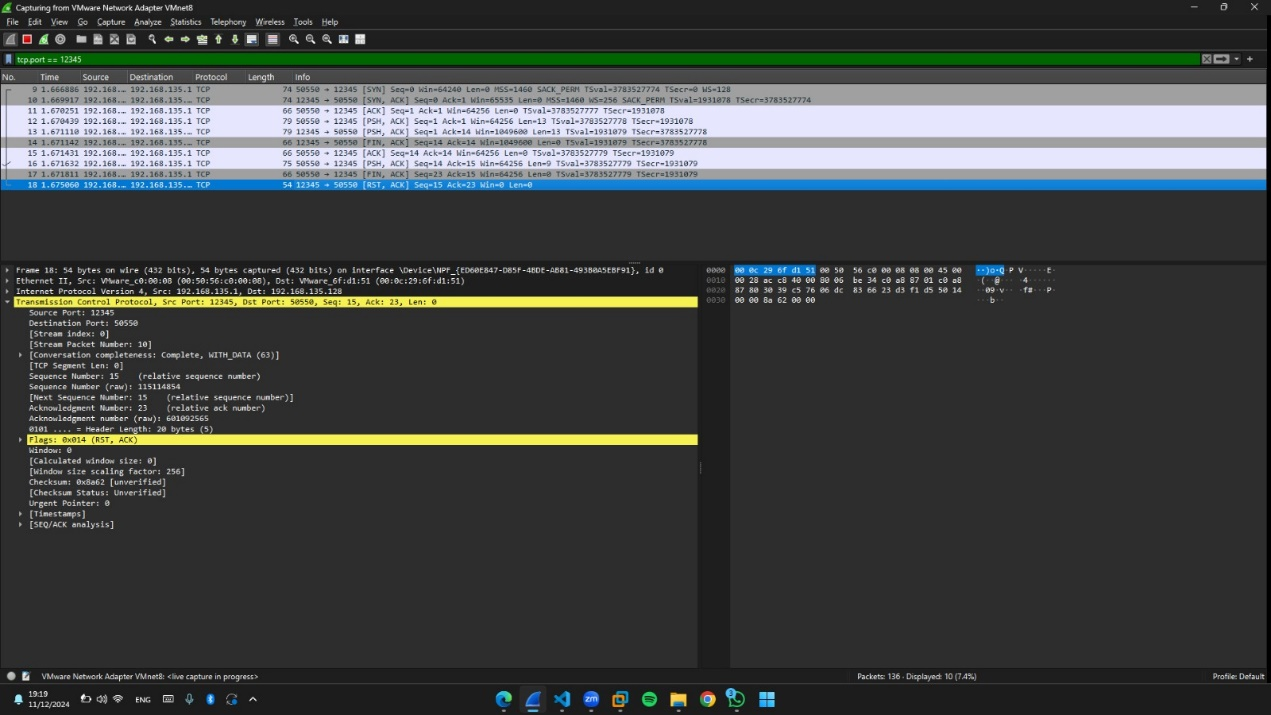 Capturing from VMware Network Adapter VMnet8
File Edit View Go Capture Analyze Statistics Telephony Wireless Tools Help
tcp.port == 12345
No. Time Source Destination Protocol Length Info
9 1.666886 192.168.… 192.168.135.1 TCP 74 50550 → 12345 [SYN] Seq=0 Win=64240 Len=0 MSS=1460 SACK_PERM TSval=3783527774 TSecr=0 WS=128
10 1.669917 192.168.… 192.168.135.… TCP 74 12345 → 50550 [SYN, ACK] Seq=0 Ack=1 Win=65535 Len=0 MSS=1460 WS=256 SACK_PERM TSval=1931078 TSecr=3783527774
11 1.670251 192.168.… 192.168.135.1 TCP 66 50550 → 12345 [ACK] Seq=1 Ack=1 Win=64256 Len=0 TSval=3783527777 TSecr=1931078
12 1.670439 192.168.… 192.168.135.1 TCP 79 50550 → 12345 [PSH, ACK] Seq=1 Ack=1 Win=64256 Len=13 TSval=3783527778 TSecr=1931078
13 1.671110 192.168.… 192.168.135.… TCP 79 12345 → 50550 [PSH, ACK] Seq=1 Ack=14 Win=1049600 Len=13 TSval=1931079 TSecr=3783527778
14 1.671142 192.168.… 192.168.135.… TCP 66 12345 → 50550 [FIN, ACK] Seq=14 Ack=14 Win=1049600 Len=0 TSval=1931079 TSecr=3783527778
15 1.671431 192.168.… 192.168.135.1 TCP 66 50550 → 12345 [ACK] Seq=14 Ack=14 Win=64256 Len=0 TSval=3783527779 TSecr=1931079
16 1.671632 192.168.… 192.168.135.1 TCP 75 50550 → 12345 [PSH, ACK] Seq=14 Ack=15 Win=64256 Len=9 TSval=3783527779 TSecr=1931079
17 1.671811 192.168.… 192.168.135.1 TCP 66 50550 → 12345 [FIN, ACK] Seq=23 Ack=15 Win=64256 Len=0 TSval=3783527779 TSecr=1931079
18 1.675060 192.168.… 192.168.135.… TCP 54 12345 → 50550 [RST, ACK] Seq=15 Ack=23 Win=0 Len=0
Frame 18: 54 bytes on wire (432 bits), 54 bytes captured (432 bits) on interface \Device\NPF_{ED60E847-D85F-4BDE-A881-493B0A5EBF91}, id 0
Ethernet II, Src: VMware_c0:00:08 (00:50:56:c0:00:08), Dst: VMware_6f:d1:51 (00:0c:29:6f:d1:51)
Internet Protocol Version 4, Src: 192.168.135.1, Dst: 192.168.135.128
Transmission Control Protocol, Src Port: 12345, Dst Port: 50550, Seq: 15, Ack: 23, Len: 0
Source Port: 12345
Destination Port: 50550
[Stream index: 0]
[Stream Packet Number: 10]
[Conversation completeness: Complete, WITH_DATA (63)]
[TCP Segment Len: 0]
Sequence Number: 15 (relative sequence number)
Sequence Number (raw): 115114854
[Next Sequence Number: 15 (relative sequence number)]
Acknowledgment Number: 23 (relative ack number)
Acknowledgment number (raw): 601092565
0101 .... = Header Length: 20 bytes (5)
Flags: 0x014 (RST, ACK)
Window: 0
[Calculated window size: 0]
[Window size scaling factor: 256]
Checksum: 0x8a62 [unverified]
[Checksum Status: Unverified]
Urgent Pointer: 0
[Timestamps]
[SEQ/ACK analysis]
0000 00 0c 29 6f d1 51 00 50 56 c0 00 08 08 00 45 00 ··)o·Q·P V·····E·
0010 00 28 ac c8 40 00 80 06 be 34 c0 a8 87 01 c0 a8 ·(··@··· ·4······
0020 87 80 30 39 c5 76 06 dc 83 66 23 d3 f1 d5 50 14 ··09·v·· ·f#···P·
0030 00 00 8a 62 00 00 ···b··
VMware Network Adapter VMnet8: <live capture in progress>
Packets: 136 · Displayed: 10 (7.4%)
Profile: Default
19:19
11/12/2024
ENG
zm
3